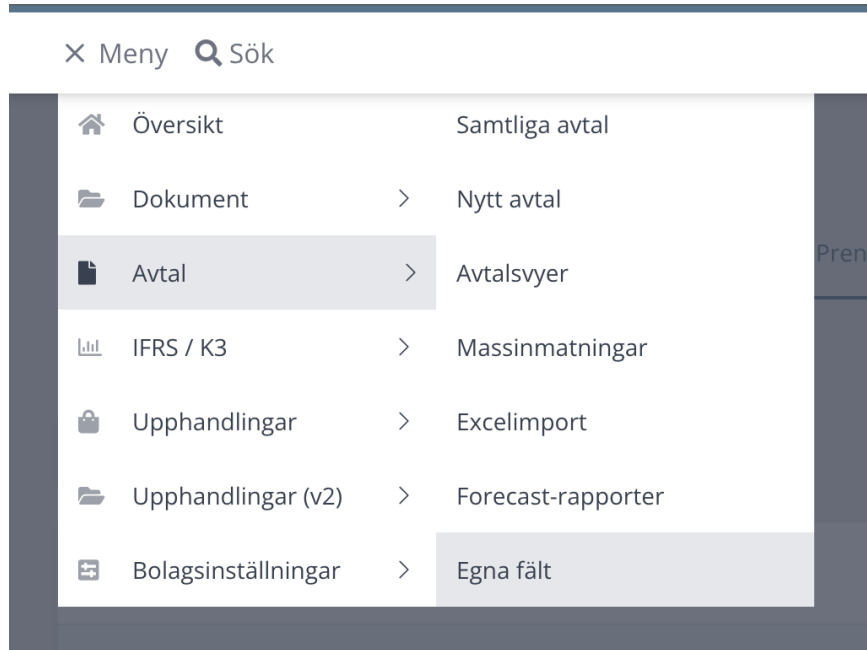 Meny Sök
Översikt
Dokument
Avtal
IFRS / K3
Upphandlingar
Upphandlingar (v2)
Bolagsinställningar
Samtliga avtal
Nytt avtal
Avtalsvyer
Massinmatningar
Excelimport
Forecast-rapporter
Egna fält
Pren